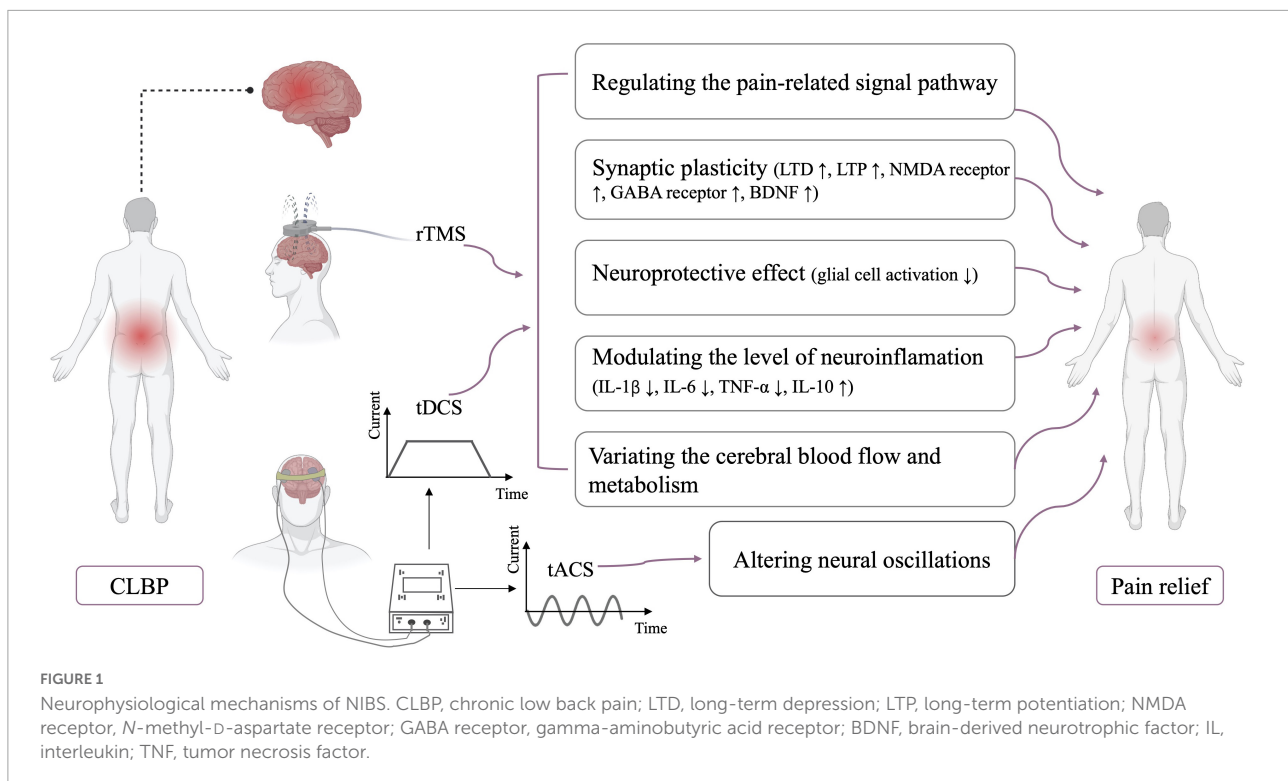 Regulating the pain-related signal pathway
Synaptic plasticity (LTD ↑, LTP ↑, NMDA receptor
↑, GABA receptor ↑, BDNF ↑)
rTMS
Neuroprotective effect (glial cell activation ↓)
Modulating the level of neuroinflamation
(IL-1β ↓, IL-6 ↓, TNF-α ↓, IL-10 ↑)
tDCS
Current
Time
Variating the cerebral blood flow and
metabolism
Current
tACS
Time
Altering neural oscillations
CLBP
Pain relief
FIGURE 1
Neurophysiological mechanisms of NIBS. CLBP, chronic low back pain; LTD, long-term depression; LTP, long-term potentiation; NMDA
receptor, N-methyl-D-aspartate receptor; GABA receptor, gamma-aminobutyric acid receptor; BDNF, brain-derived neurotrophic factor; IL,
interleukin; TNF, tumor necrosis factor.